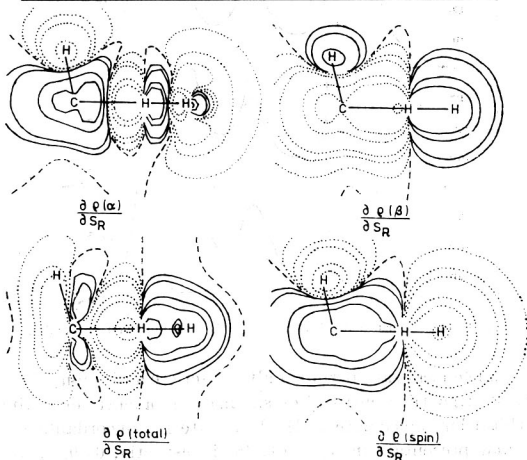 H
C H H
∂ ρ (α)
∂ S_R
H
C H H
∂ ρ (β)
∂ S_R
H
C H H
∂ ρ (total)
∂ S_R
H
C H H
∂ ρ (spin)
∂ S_R